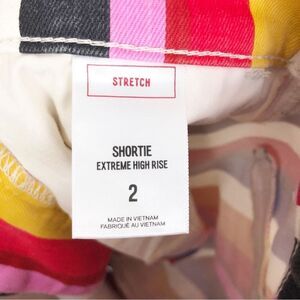 STRETCH
SHORTIE
EXTREME HIGH RISE
2
MADE IN VIETNAM
FABRIQUÉ AU VIETNAM